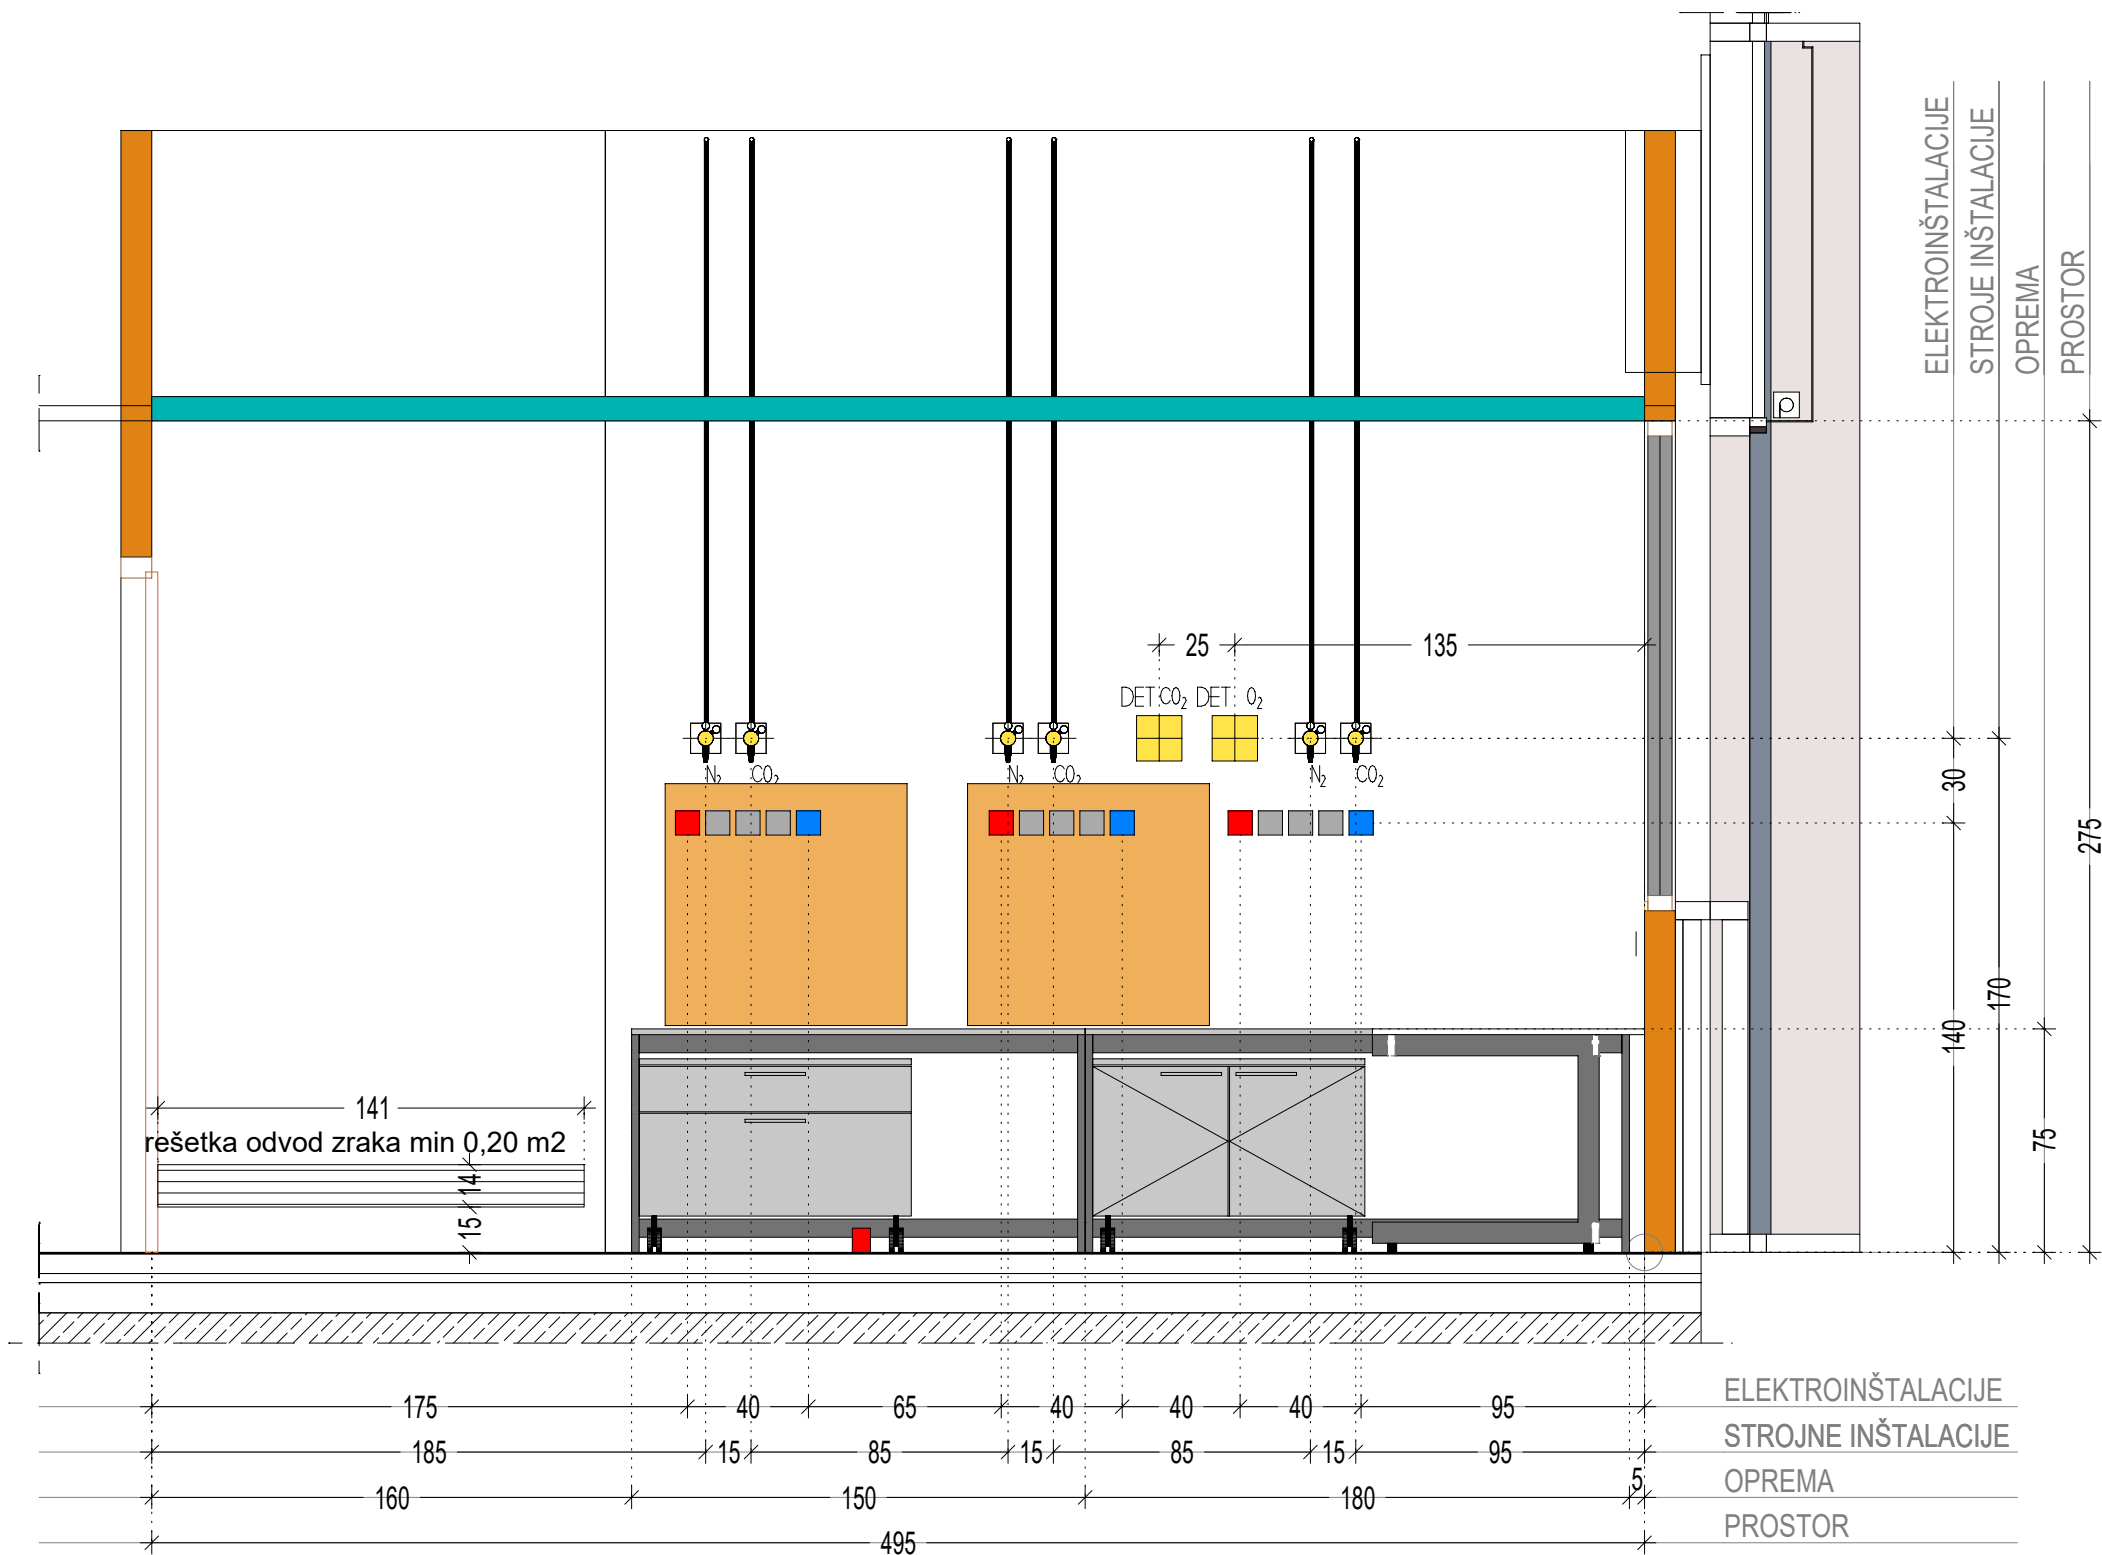 ELEKTROINŠTALACIJE
STROJE INŠTALACIJE
OPREMA
PROSTOR
25
135
DET CO₂ DET O₂
N₂ CO₂
N₂ CO₂
N₂ CO₂
30
275
170
140
75
141
rešetka odvod zraka min 0,20 m2
14
15
175 40 65 40 40 40 95 ELEKTROINŠTALACIJE
185 15 85 15 85 15 95 STROJNE INŠTALACIJE
160 150 180 5 OPREMA
495 PROSTOR